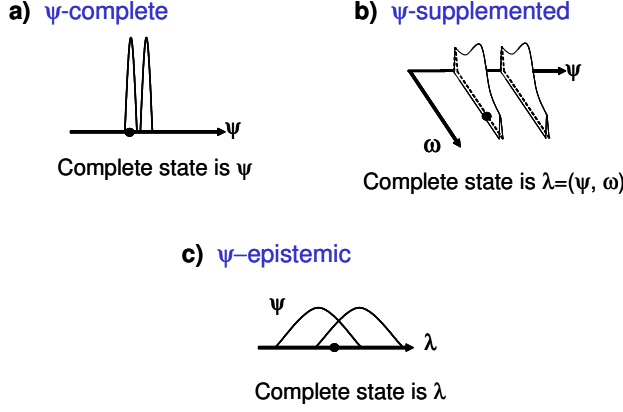 a) ψ-complete
b) ψ-supplemented
ψ
ψ
ω
Complete state is ψ
Complete state is λ=(ψ, ω)
c) ψ–epistemic
ψ
λ
Complete state is λ